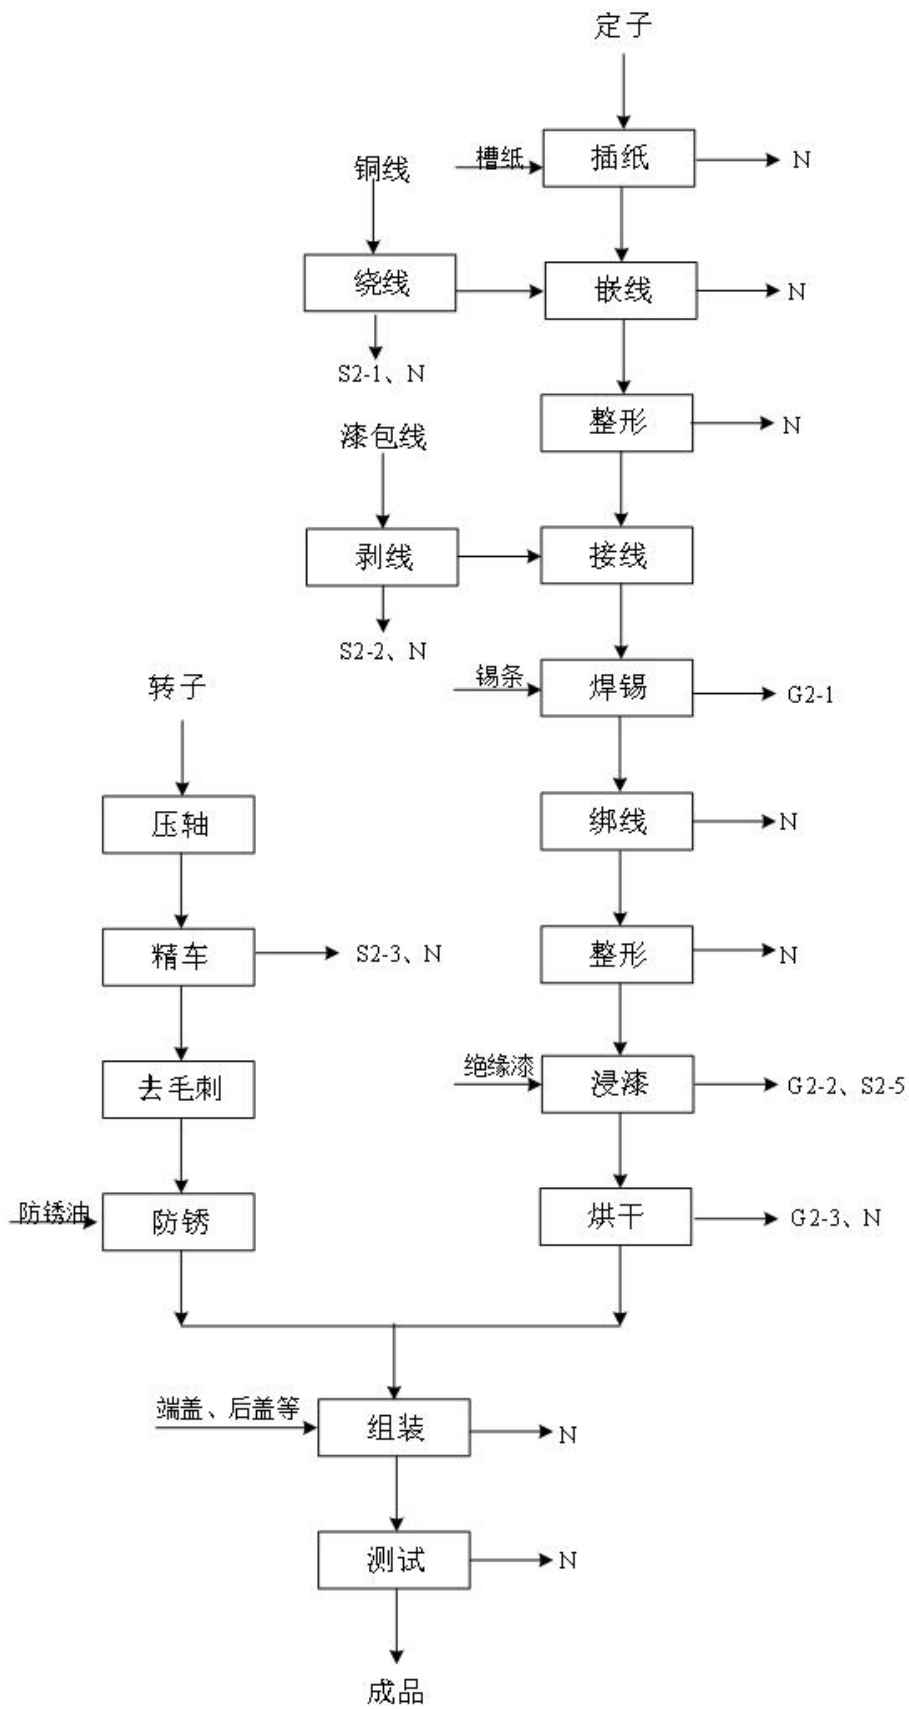 定子
槽纸
插纸
N
铜线
绕线
嵌线
N
S2-1、N
整形
N
漆包线
剥线
接线
S2-2、N
锡条
焊锡
G2-1
转子
压轴
绑线
N
精车
S2-3、N
整形
N
去毛刺
绝缘漆
浸漆
G2-2、S2-5
防锈油
防锈
烘干
G2-3、N
端盖、后盖等
组装
N
测试
N
成品